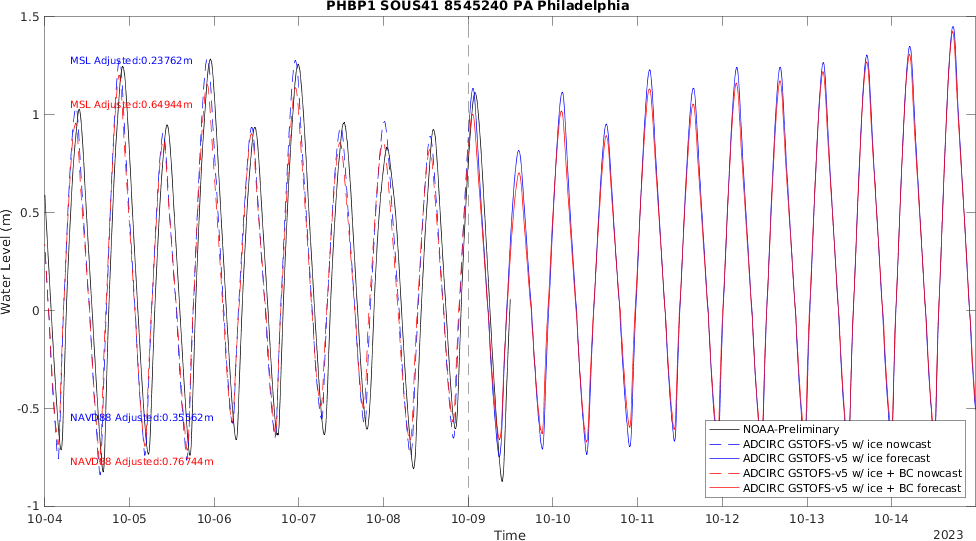 PHBP1 SOUS41 8545240 PA Philadelphia
1.5
1
0.5
0
-0.5
-1
Water Level (m)
MSL Adjusted:0.23762m
MSL Adjusted:0.64944m
NAVD88 Adjusted:0.35562m
NAVD88 Adjusted:0.76744m
NOAA-Preliminary
ADCIRC GSTOFS-v5 w/ ice nowcast
ADCIRC GSTOFS-v5 w/ ice forecast
ADCIRC GSTOFS-v5 w/ ice + BC nowcast
ADCIRC GSTOFS-v5 w/ ice + BC forecast
10-04 10-05 10-06 10-07 10-08 10-09 10-10 10-11 10-12 10-13 10-14
Time
2023